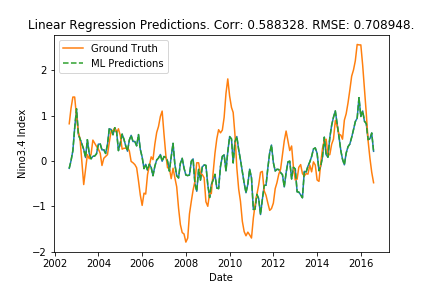 Linear Regression Predictions. Corr: 0.588328. RMSE: 0.708948.
Ground Truth
ML Predictions
2
1
0
−1
−2
Nino3.4 Index
2002 2004 2006 2008 2010 2012 2014 2016
Date